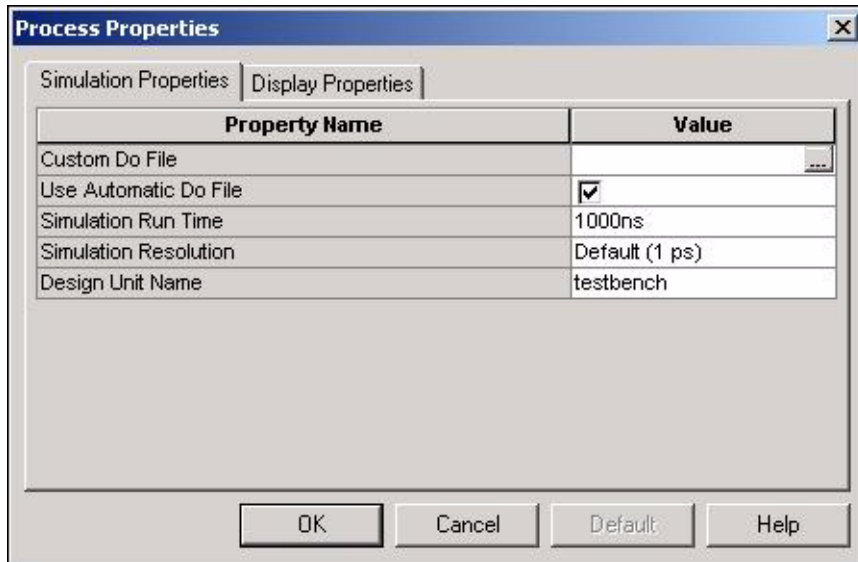 Process Properties
Simulation Properties Display Properties
Property Name Value
Custom Do File ...
Use Automatic Do File
Simulation Run Time 1000ns
Simulation Resolution Default (1 ps)
Design Unit Name testbench
OK Cancel Default Help